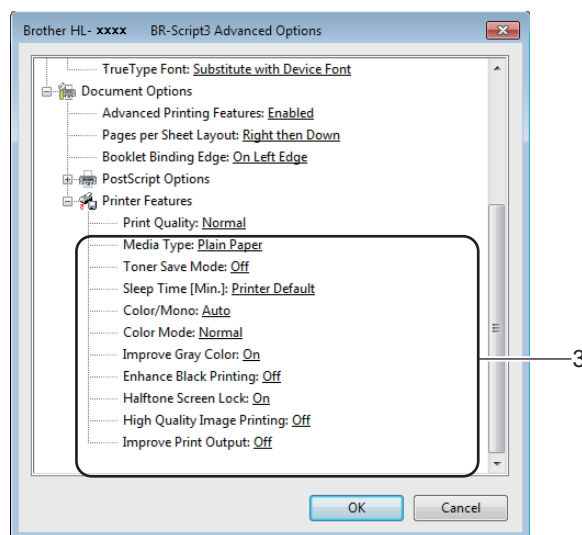 Brother HL- xxxx BR-Script3 Advanced Options
TrueType Font: Substitute with Device Font
Document Options
Advanced Printing Features: Enabled
Pages per Sheet Layout: Right then Down
Booklet Binding Edge: On Left Edge
PostScript Options
Printer Features
Print Quality: Normal
Media Type: Plain Paper
Toner Save Mode: Off
Sleep Time [Min.]: Printer Default
Color/Mono: Auto
Color Mode: Normal
Improve Gray Color: On
Enhance Black Printing: Off
Halftone Screen Lock: On
High Quality Image Printing: Off
Improve Print Output: Off
3
OK Cancel